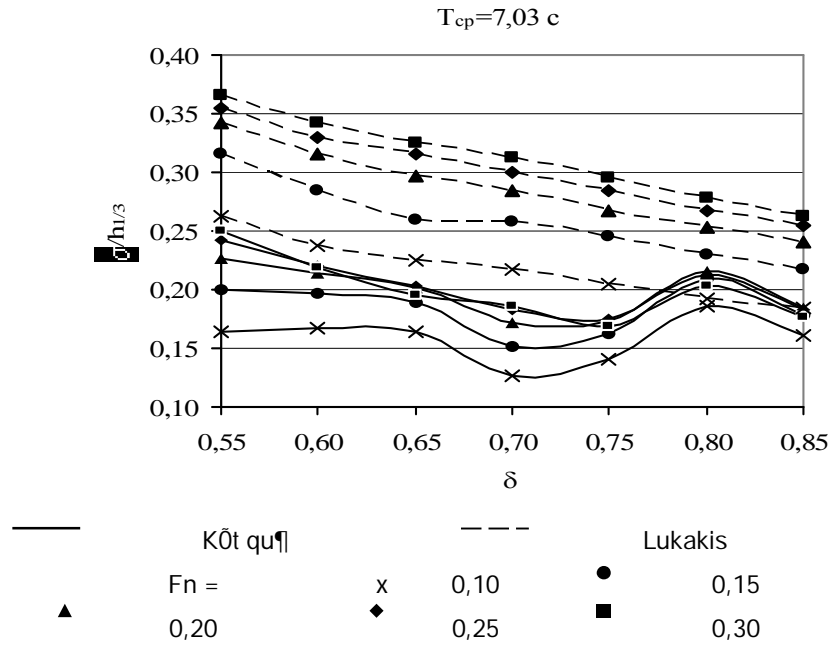 Tcp=7,03 c
0,40
0,35
0,30
0,25
0,20
0,15
0,10
/h1/3
0,55 0,60 0,65 0,70 0,75 0,80 0,85
δ
KÕt qu¶ Lukakis
Fn = x 0,10 0,15
0,20 0,25 0,30